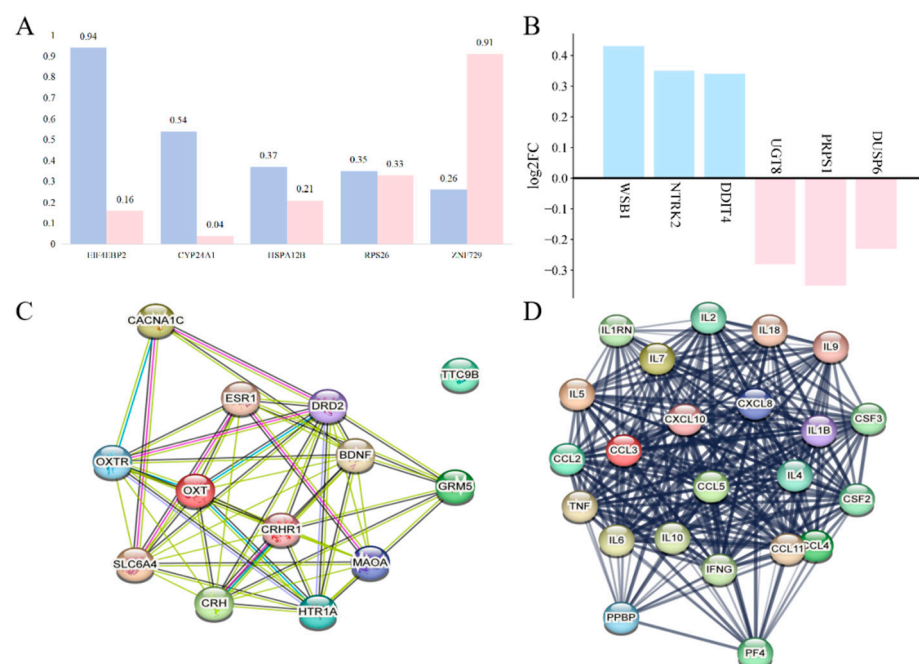 A
1
0.9
0.8
0.7
0.6
0.5
0.4
0.3
0.2
0.1
0
0.94
0.16
0.54
0.04
0.37
0.21
0.35
0.33
0.26
0.91
EIF4EBP2
CYP24A1
HSPA12B
RPS26
ZNF729
B
log2FC
0.4
0.3
0.2
0.1
0.0
−0.1
−0.2
−0.3
WSB1
NTRK2
DDIT4
UGT8
PRPS1
DUSP6
C
CACNA1C
TTC9B
ESR1
DRD2
BDNF
OXTR
GRM5
OXT
CRHR1
SLC6A4
MAOA
CRH
HTR1A
D
IL2
IL1RN
IL18
IL7
IL9
IL5
CXCL8
CXCL10
CSF3
IL1B
CCL2
CCL3
IL4
CCL5
CSF2
TNF
IL6
IL10
CCL4
CCL11
IFNG
PPBP
PF4